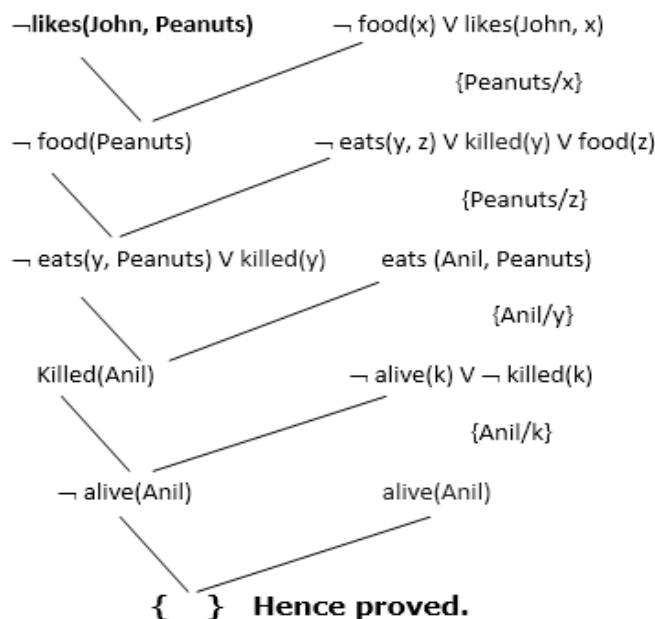 ¬likes(John, Peanuts) ¬ food(x) V likes(John, x)
{Peanuts/x}
¬ food(Peanuts) ¬ eats(y, z) V killed(y) V food(z)
{Peanuts/z}
¬ eats(y, Peanuts) V killed(y) eats (Anil, Peanuts)
{Anil/y}
Killed(Anil) ¬ alive(k) V ¬ killed(k)
{Anil/k}
¬ alive(Anil) alive(Anil)
{ } Hence proved.